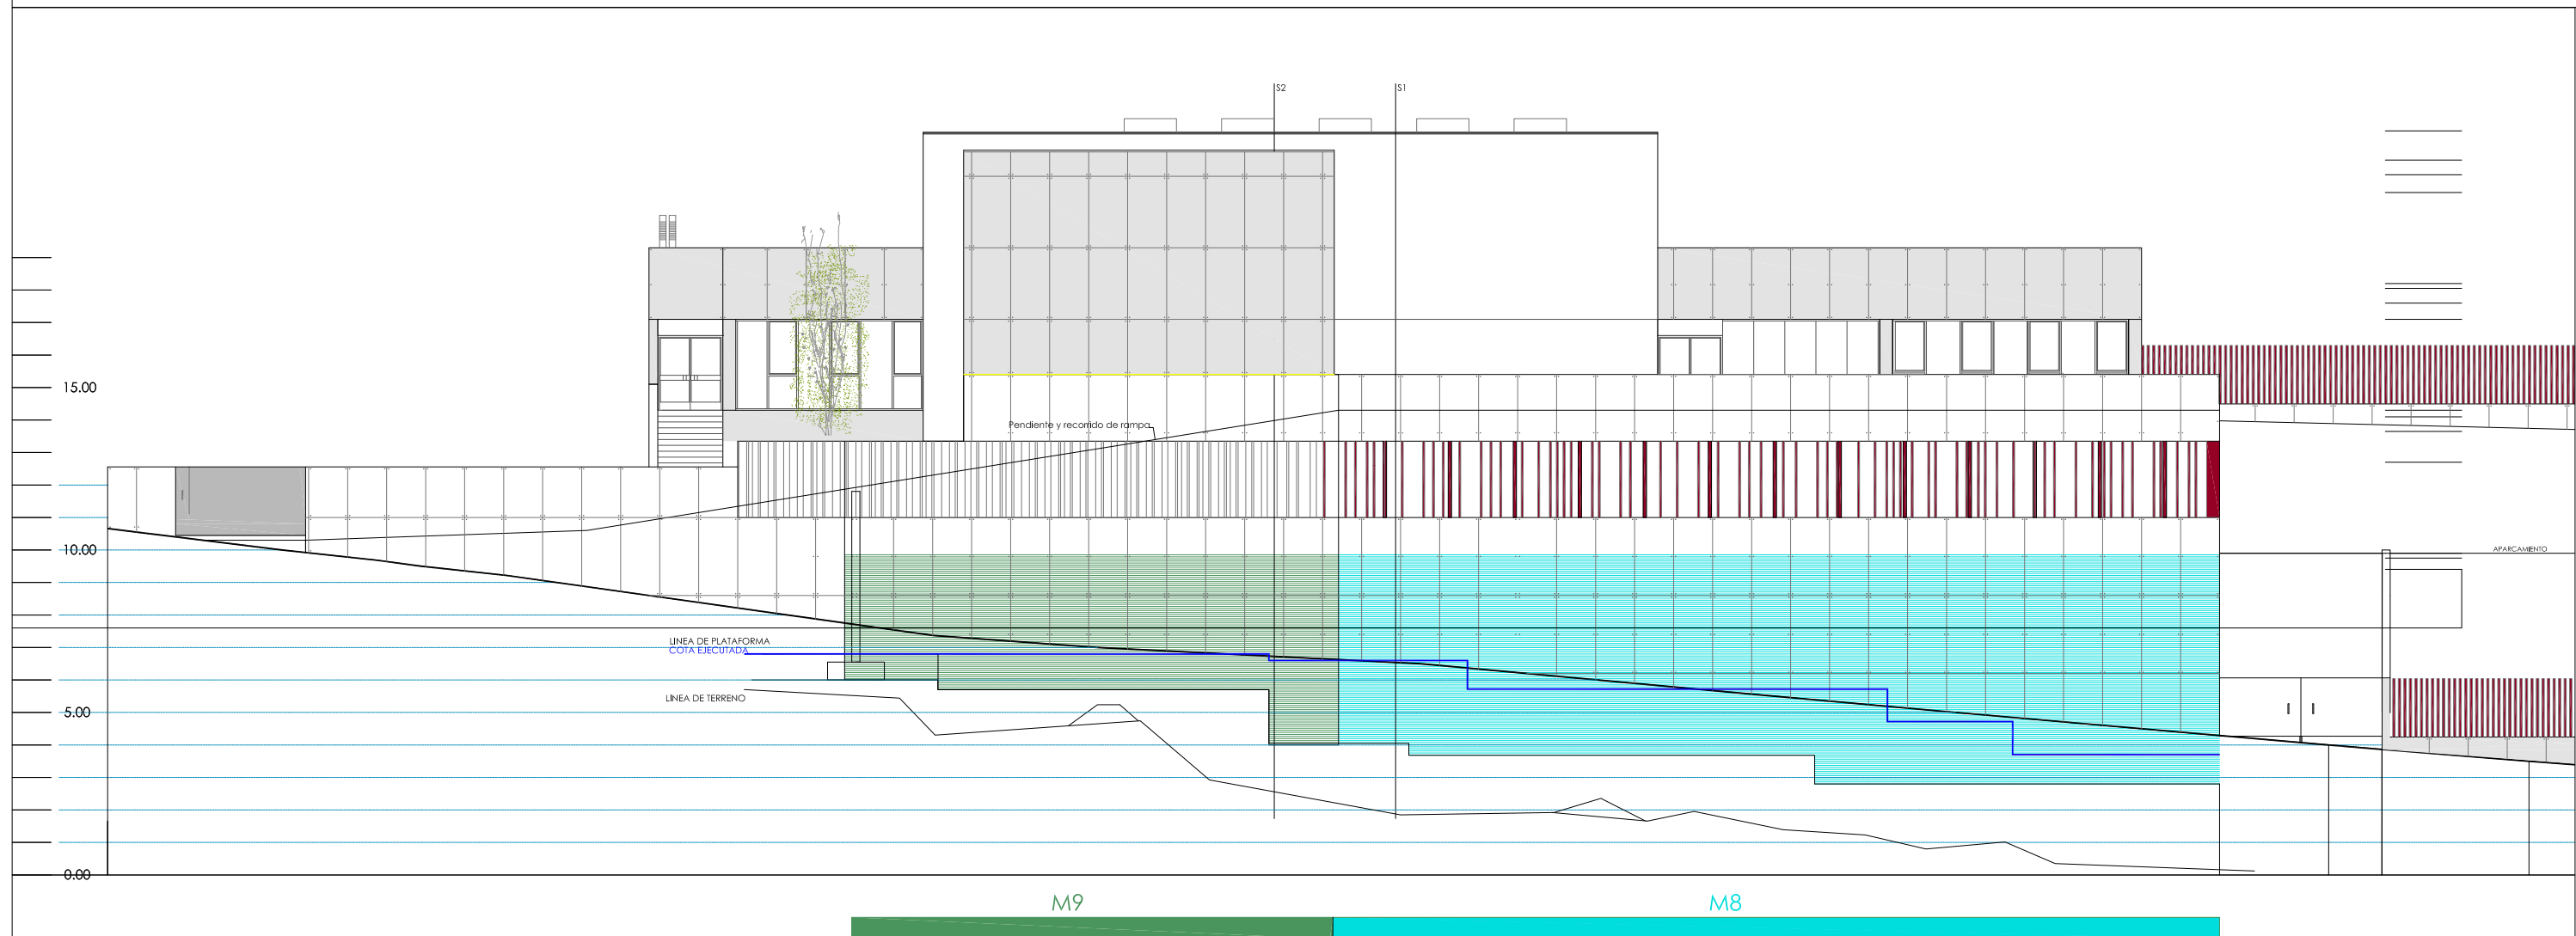 S2
S1
15.00
Pendiente y recorrido de rampa
10.00
APARCAMIENTO
LINEA DE PLATAFORMA
COTA EJECUTADA
LINEA DE TERRENO
5.00
0.00
M9
M8